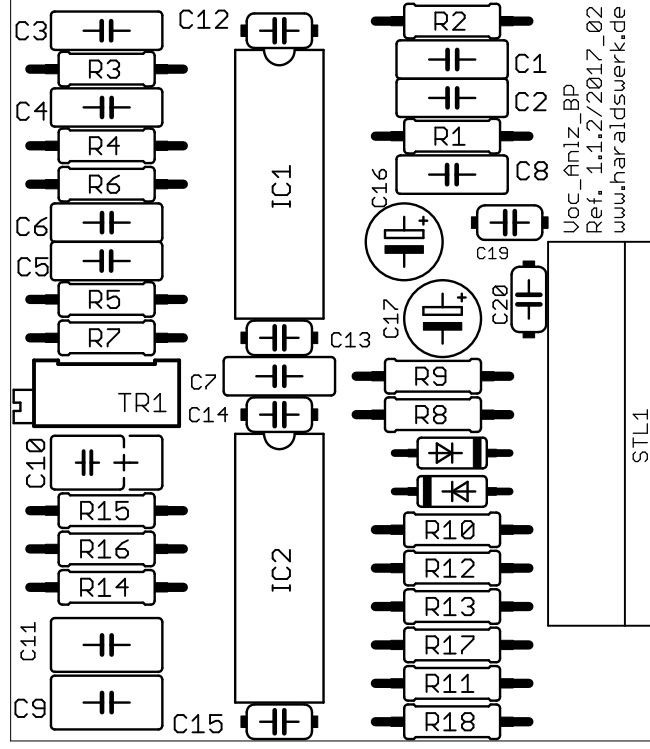 C3
C12
R2
R3
C1
C4
C2
R4
R1
R6
IC1
C8
C16
C6
C19
C5
R5
C20
C17
R7
C13
C7
R9
TR1
C14
R8
C10
R15
R10
R16
IC2
R12
R14
R13
C11
R17
R11
C9
C15
R18
STL1
Voc_Anlz_BP
Ref. 1.1.2/2017_02
www.haraldswerk.de
+
+